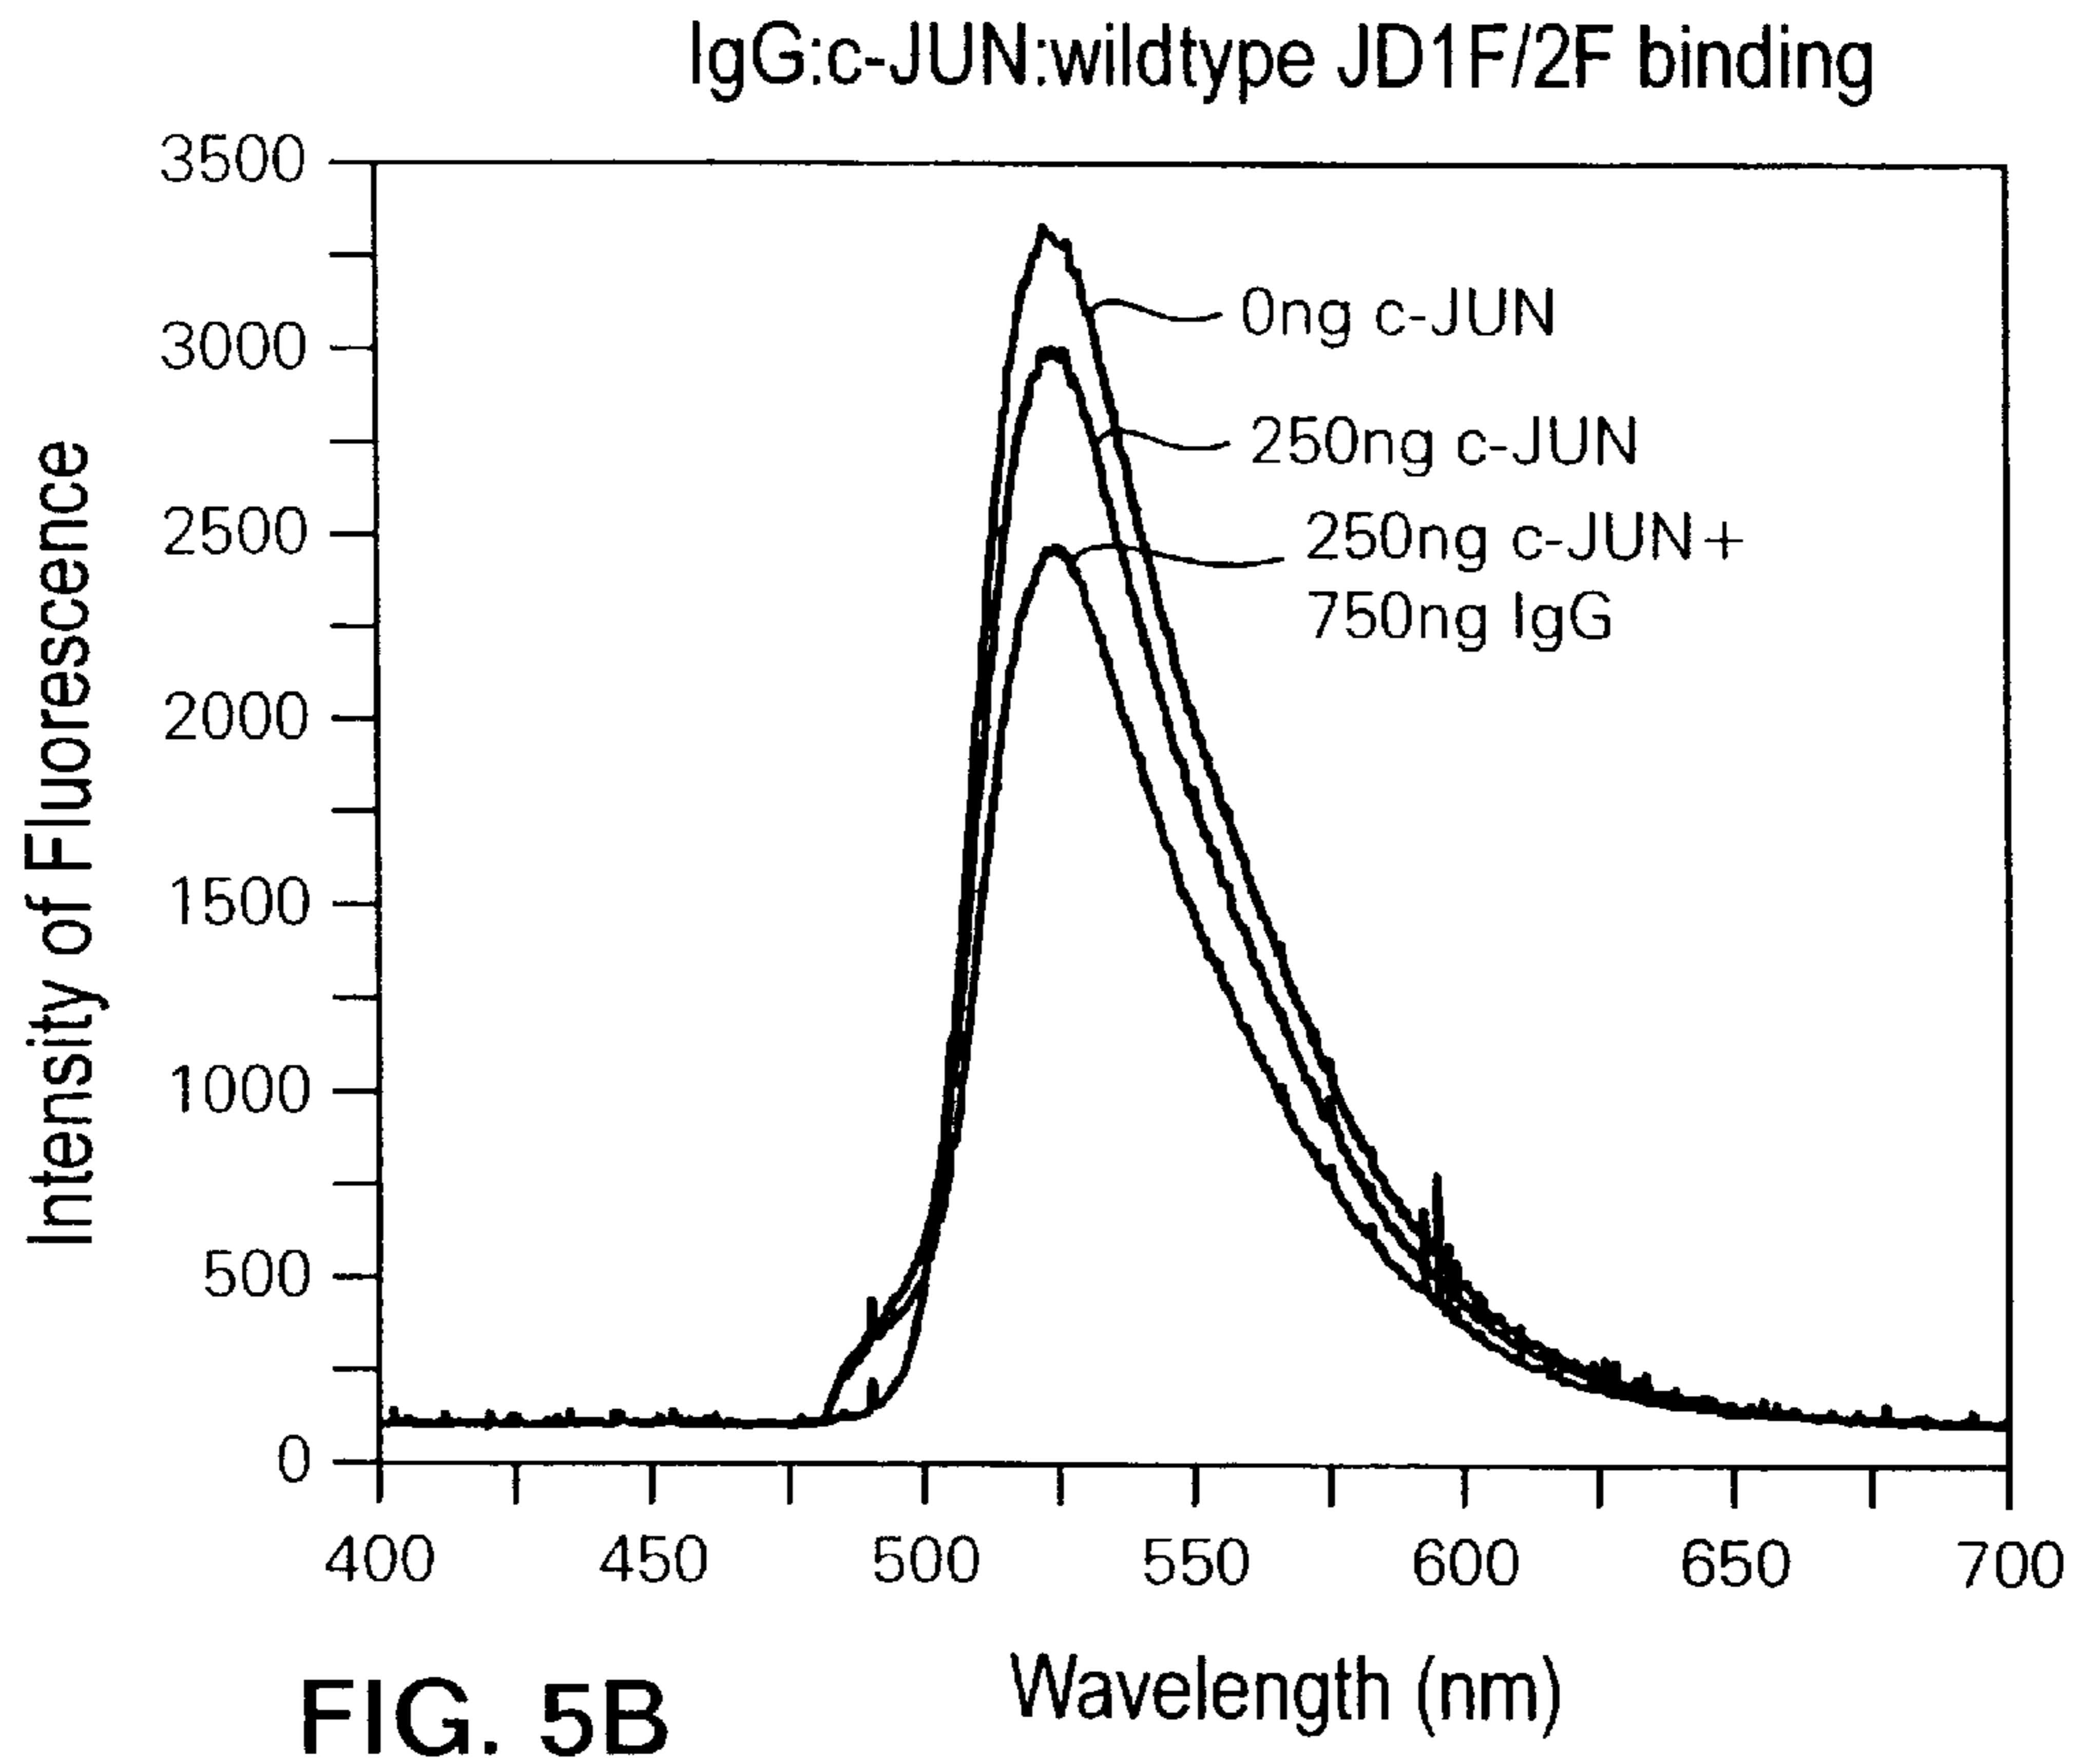 IgG:c-JUN:wildtype JD1F/2F binding
3500
3000
2500
2000
1500
1000
500
0
Intensity of Fluorescence
0ng c-JUN
250ng c-JUN
250ng c-JUN+
750ng IgG
400 450 500 550 600 650 700
Wavelength (nm)
FIG. 5B